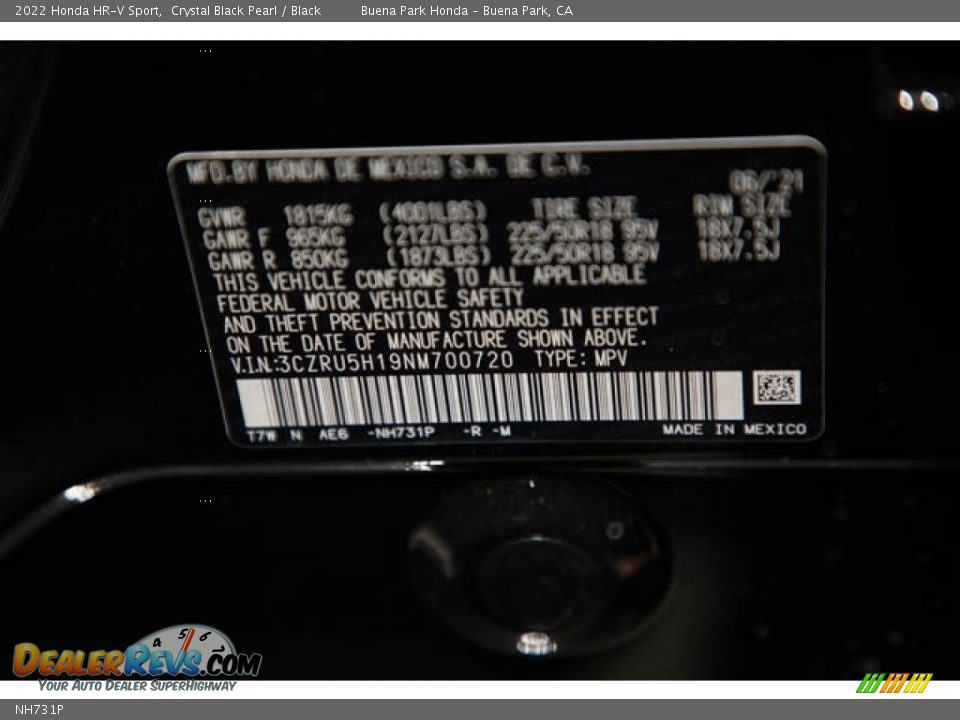 2022 Honda HR-V Sport,  Crystal Black Pearl / Black Buena Park Honda - Buena Park, CA
MFD.BY HONDA DE MEXICO S.A. DE C.V.
06/'21
GVWR 1815KG (4001LBS) TIRE SIZE RIM SIZE
GAWR F 965KG (2127LBS) 225/50R18 95V 18X7.5J
GAWR R 850KG (1873LBS) 225/50R18 95V 18X7.5J
THIS VEHICLE CONFORMS TO ALL APPLICABLE
FEDERAL MOTOR VEHICLE SAFETY
AND THEFT PREVENTION STANDARDS IN EFFECT
ON THE DATE OF MANUFACTURE SHOWN ABOVE.
V.I.N.:3CZRU5H19NM700720 TYPE: MPV
T7W N AE6 -NH731P -R -M MADE IN MEXICO
4 5 6
DEALERREVS.COM
YOUR AUTO DEALER SUPERHIGHWAY
NH731P